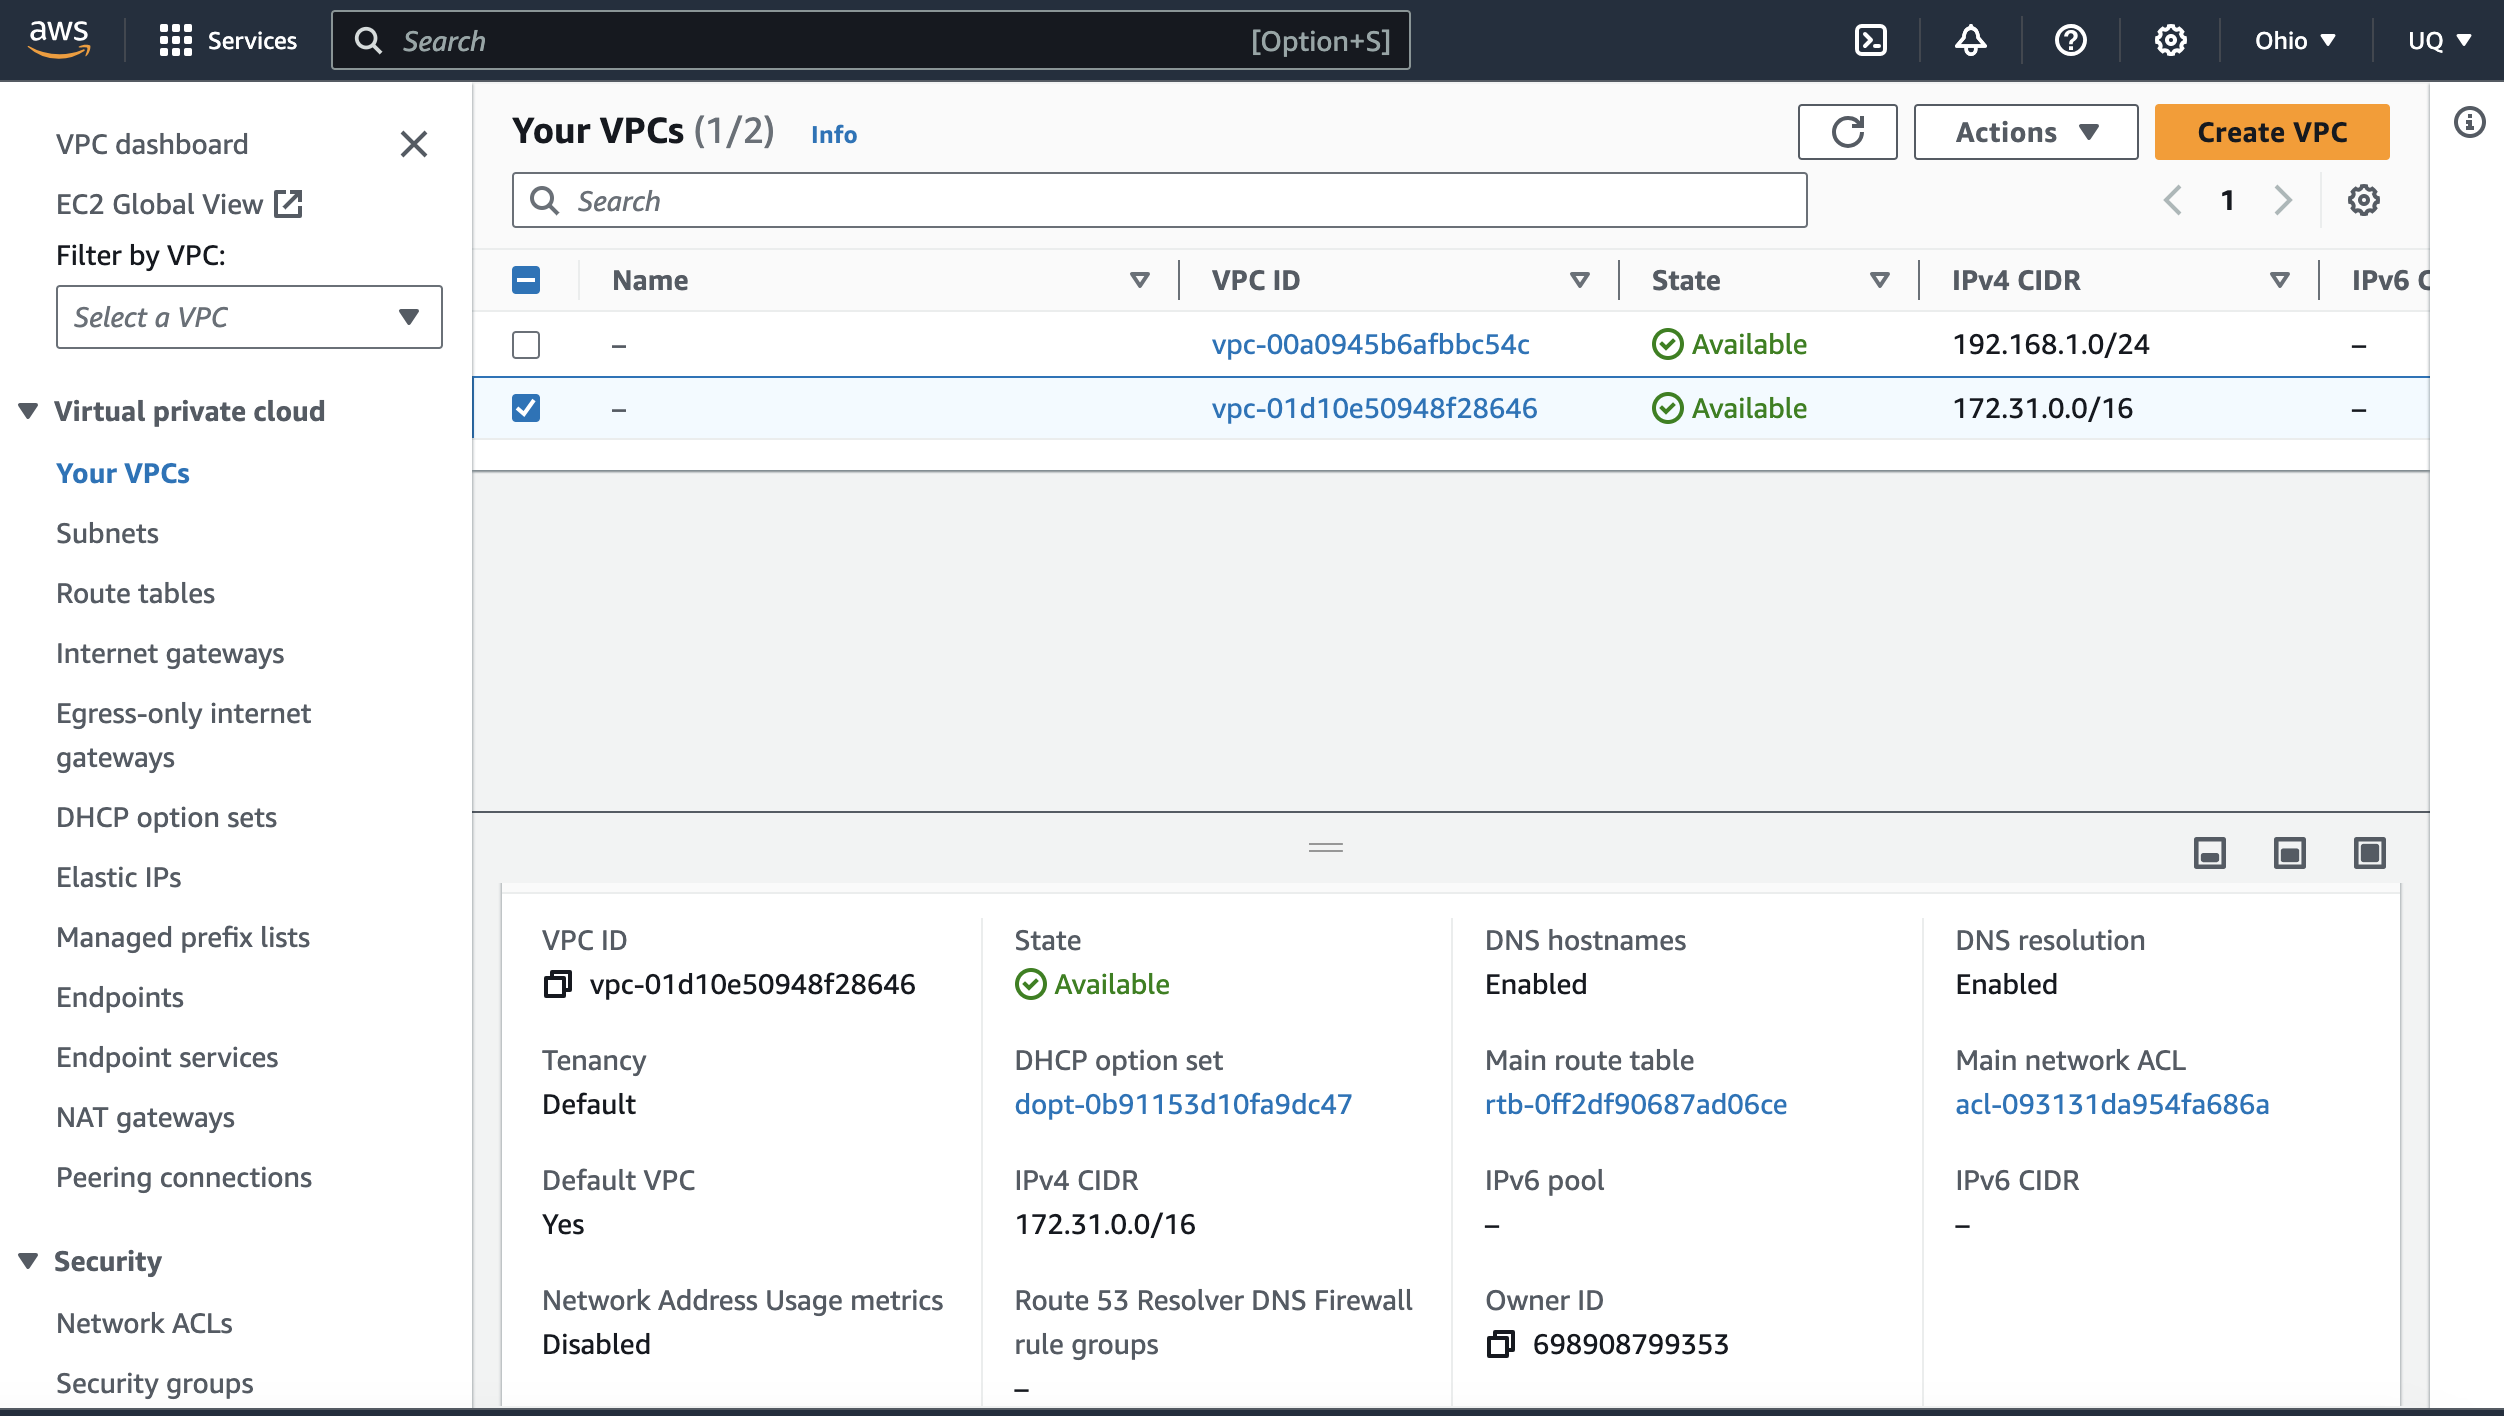 aws
Services
Search [Option+S]
Ohio
UQ
VPC dashboard
EC2 Global View
Filter by VPC:
Select a VPC
Virtual private cloud
Your VPCs
Subnets
Route tables
Internet gateways
Egress-only internet
gateways
DHCP option sets
Elastic IPs
Managed prefix lists
Endpoints
Endpoint services
NAT gateways
Peering connections
Security
Network ACLs
Security groups
Your VPCs (1/2) Info
Actions
Create VPC
Search
1
Name VPC ID State IPv4 CIDR IPv6 C
– vpc-00a0945b6afbbc54c Available 192.168.1.0/24 –
– vpc-01d10e50948f28646 Available 172.31.0.0/16 –
VPC ID
vpc-01d10e50948f28646
State
Available
DNS hostnames
Enabled
DNS resolution
Enabled
Tenancy
Default
DHCP option set
dopt-0b91153d10fa9dc47
Main route table
rtb-0ff2df90687ad06ce
Main network ACL
acl-093131da954fa686a
Default VPC
Yes
IPv4 CIDR
172.31.0.0/16
IPv6 pool
–
IPv6 CIDR
–
Network Address Usage metrics
Disabled
Route 53 Resolver DNS Firewall
rule groups
–
Owner ID
698908799353